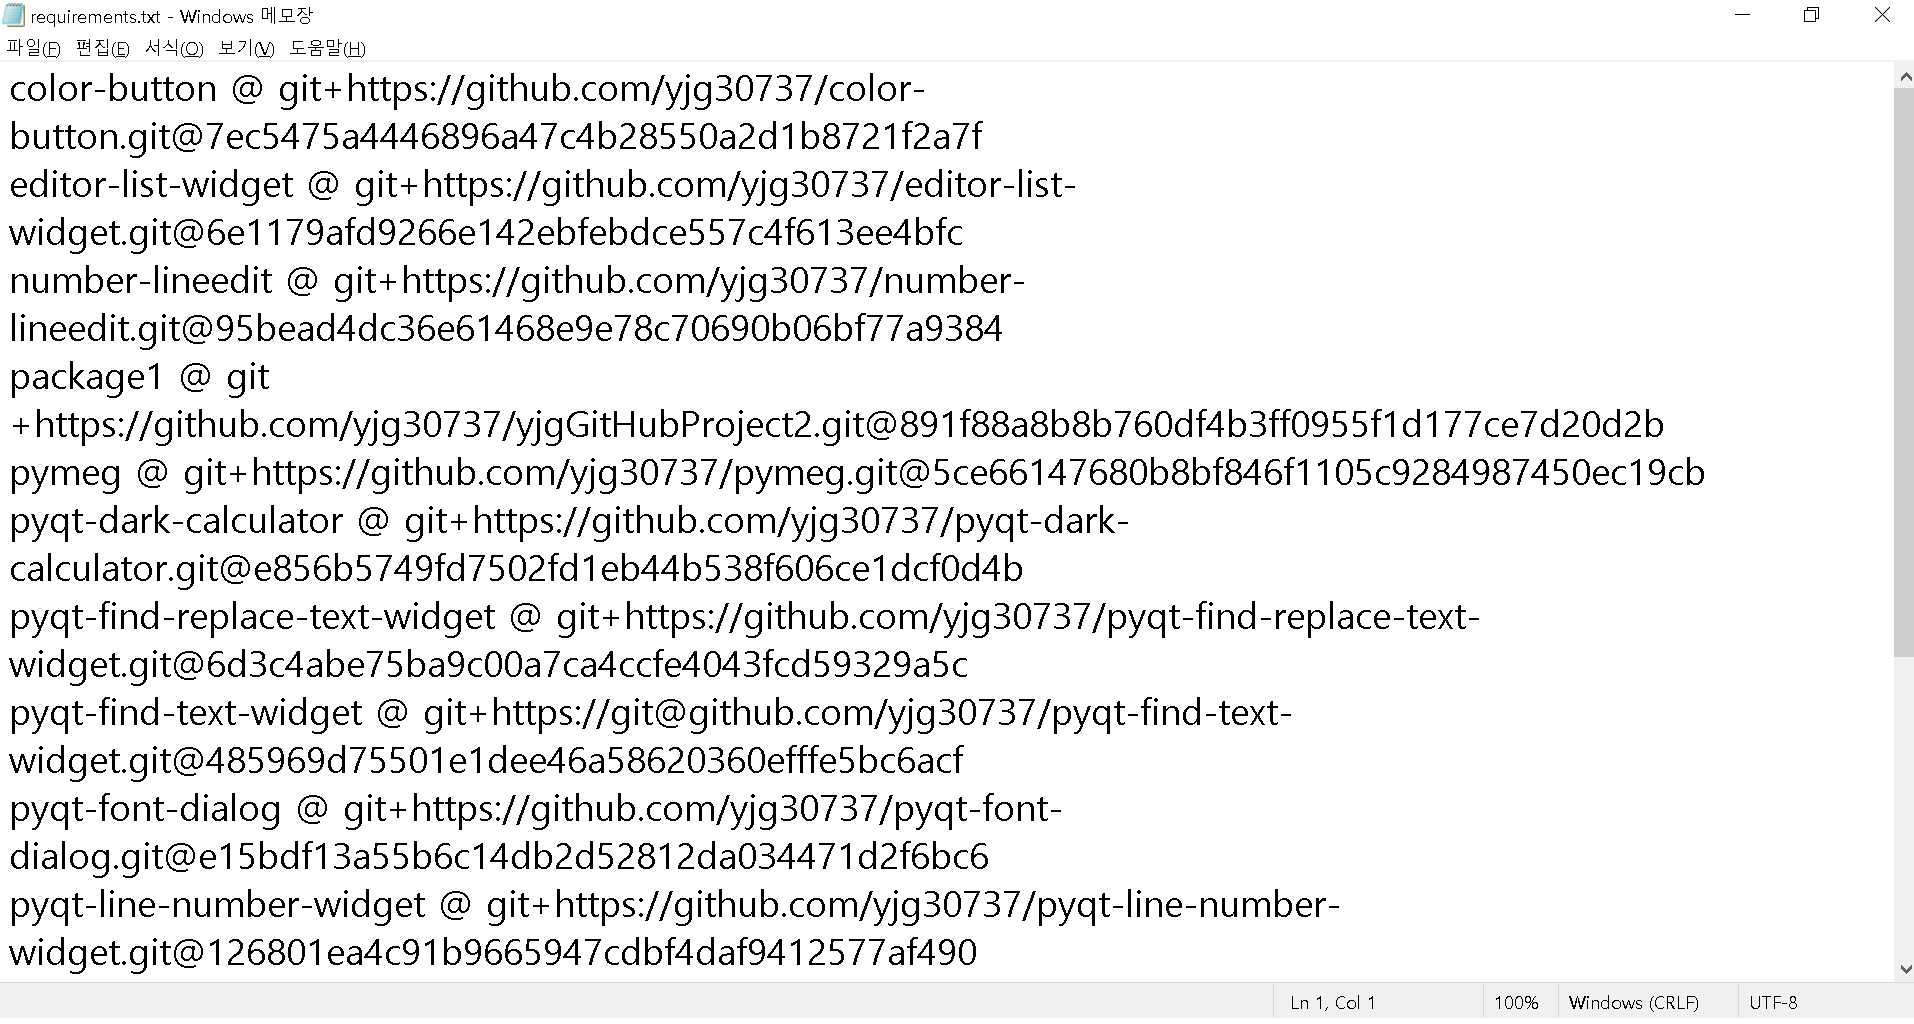 requirements.txt - Windows 메모장
파일(F) 편집(E) 서식(O) 보기(V) 도움말(H)
color-button @ git+https://github.com/yjg30737/color-
button.git@7ec5475a4446896a47c4b28550a2d1b8721f2a7f
editor-list-widget @ git+https://github.com/yjg30737/editor-list-
widget.git@6e1179afd9266e142ebfebdce557c4f613ee4bfc
number-lineedit @ git+https://github.com/yjg30737/number-
lineedit.git@95bead4dc36e61468e9e78c70690b06bf77a9384
package1 @ git
+https://github.com/yjg30737/yjgGitHubProject2.git@891f88a8b8b760df4b3ff0955f1d177ce7d20d2b
pymeg @ git+https://github.com/yjg30737/pymeg.git@5ce66147680b8bf846f1105c9284987450ec19cb
pyqt-dark-calculator @ git+https://github.com/yjg30737/pyqt-dark-
calculator.git@e856b5749fd7502fd1eb44b538f606ce1dcf0d4b
pyqt-find-replace-text-widget @ git+https://github.com/yjg30737/pyqt-find-replace-text-
widget.git@6d3c4abe75ba9c00a7ca4ccfe4043fcd59329a5c
pyqt-find-text-widget @ git+https://git@github.com/yjg30737/pyqt-find-text-
widget.git@485969d75501e1dee46a58620360efffe5bc6acf
pyqt-font-dialog @ git+https://github.com/yjg30737/pyqt-font-
dialog.git@e15bdf13a55b6c14db2d52812da034471d2f6bc6
pyqt-line-number-widget @ git+https://github.com/yjg30737/pyqt-line-number-
widget.git@126801ea4c91b9665947cdbf4daf9412577af490
Ln 1, Col 1 100% Windows (CRLF) UTF-8